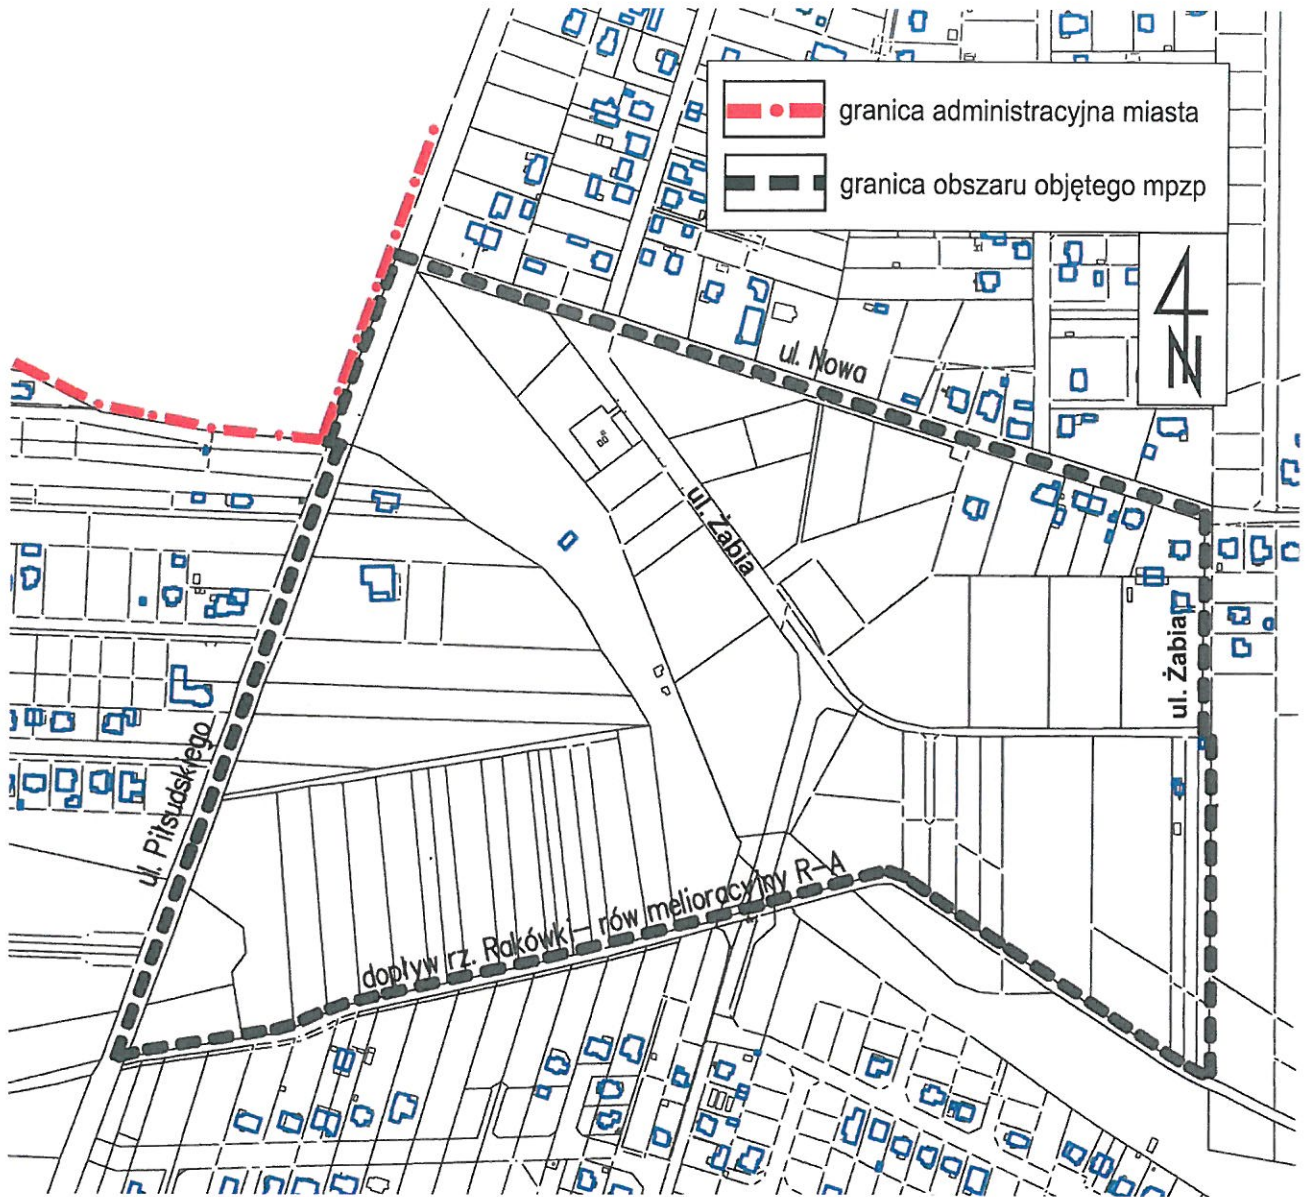 granica administracyjna miasta
granica obszaru objętego mpzp
N
ul. Nowa
ul. Żabia
ul. Żabia
ul. Piłsudskiego
dopływ rz. Rakówki – rów melioracyjny R-A